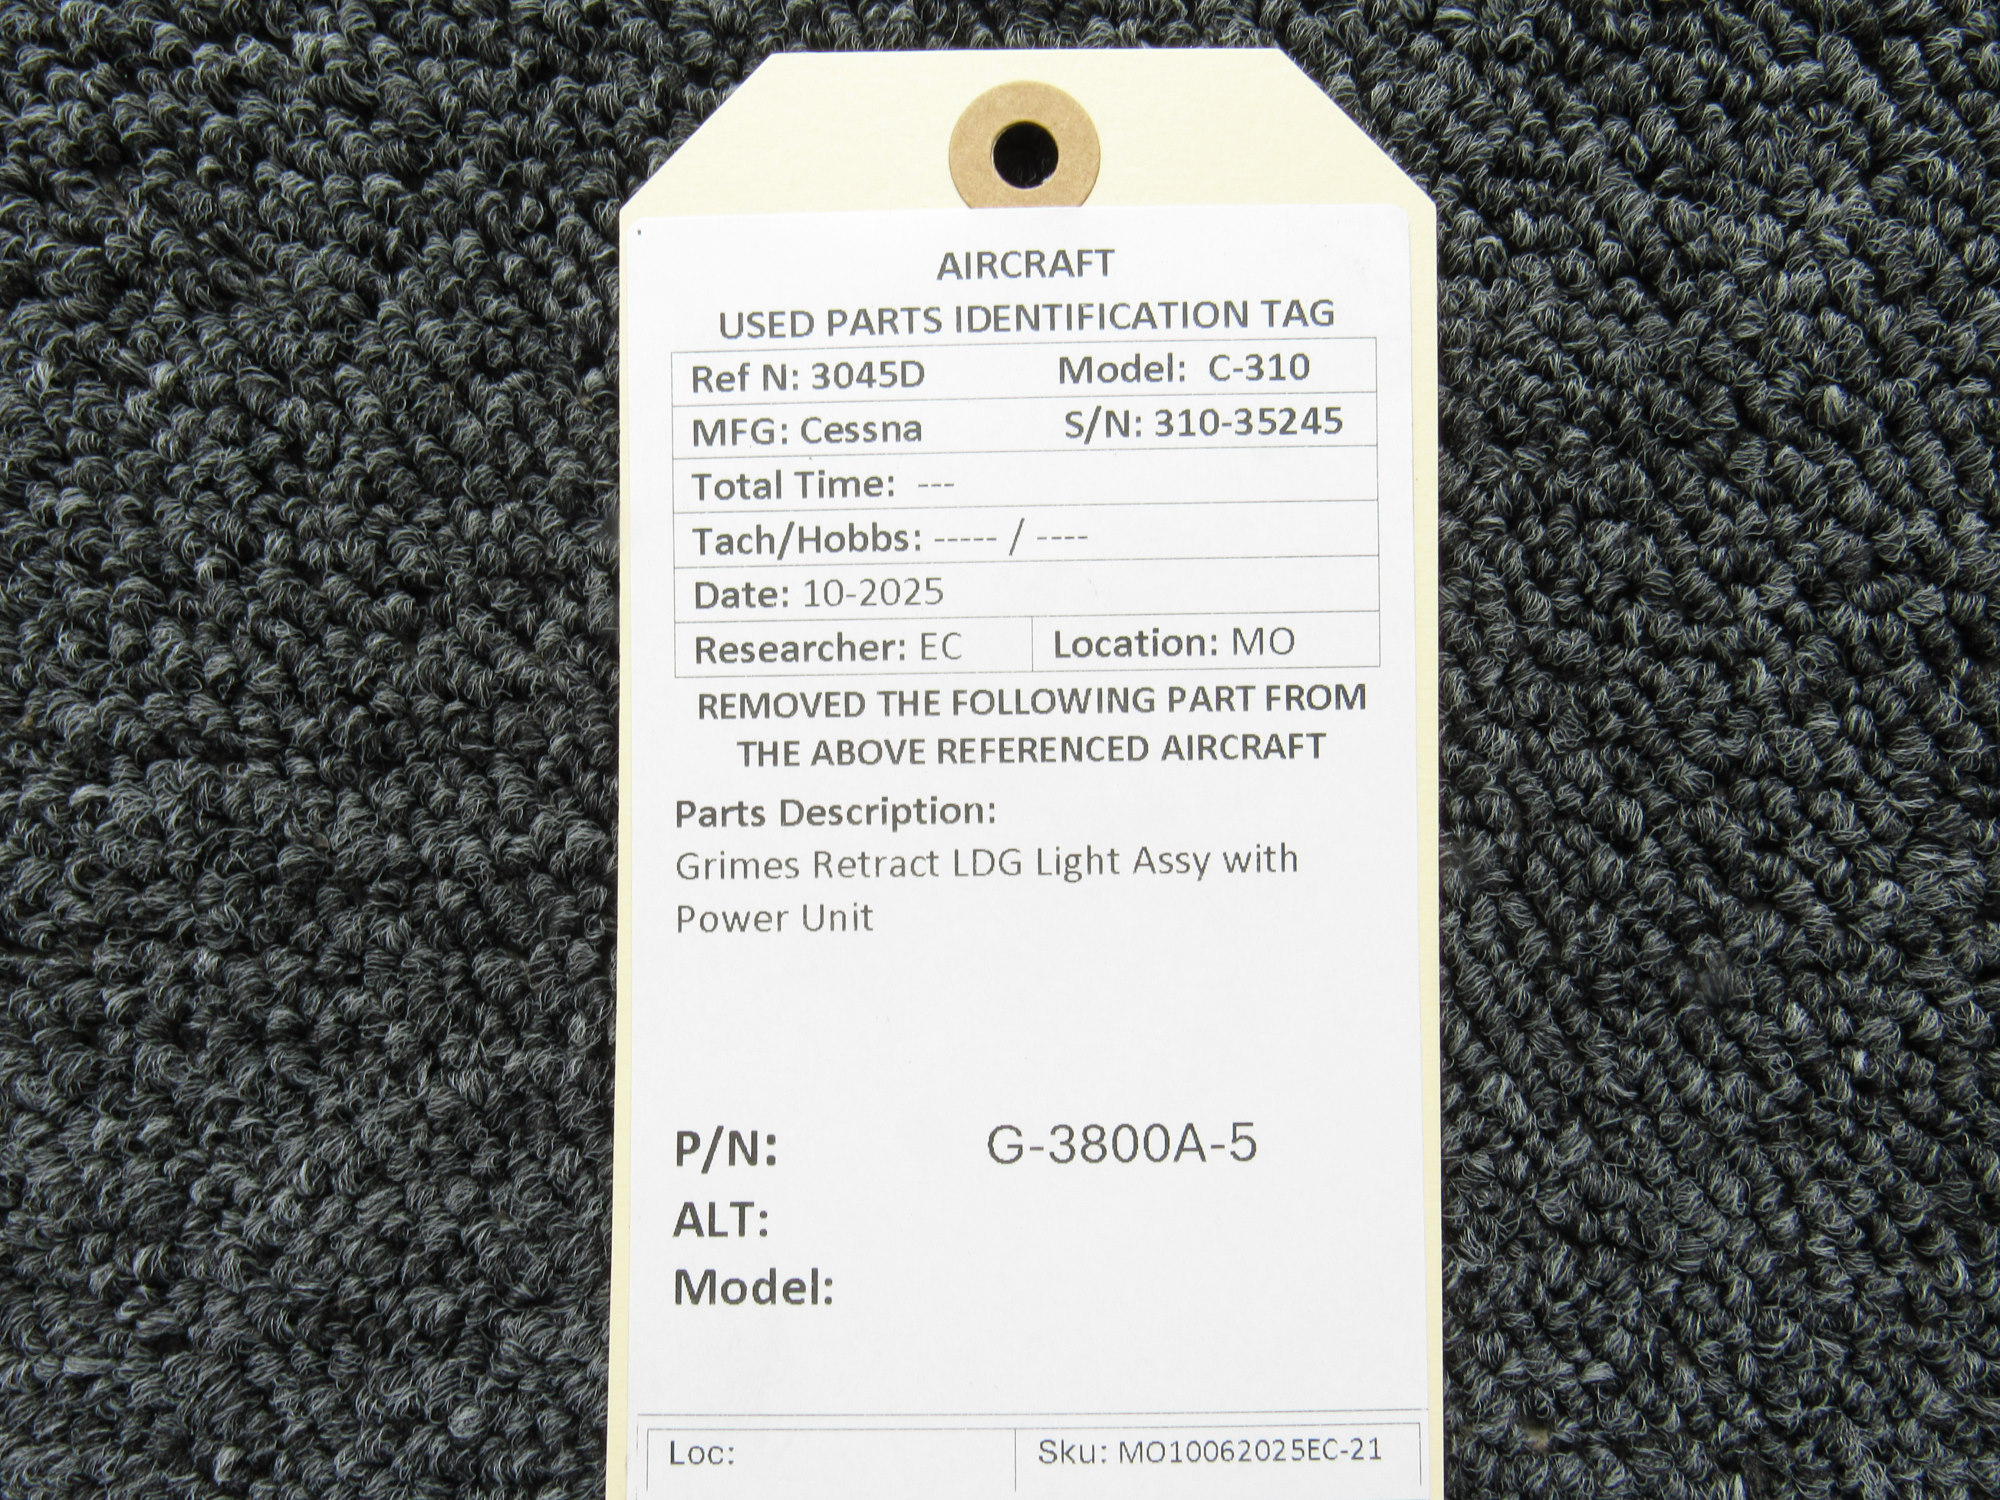 AIRCRAFT
USED PARTS IDENTIFICATION TAG
Ref N: 3045D Model: C-310
MFG: Cessna S/N: 310-35245
Total Time: ---
Tach/Hobbs: ----- / ----
Date: 10-2025
Researcher: EC Location: MO
REMOVED THE FOLLOWING PART FROM
THE ABOVE REFERENCED AIRCRAFT
Parts Description:
Grimes Retract LDG Light Assy with
Power Unit
P/N: G-3800A-5
ALT:
Model:
Loc: Sku: MO10062025EC-21